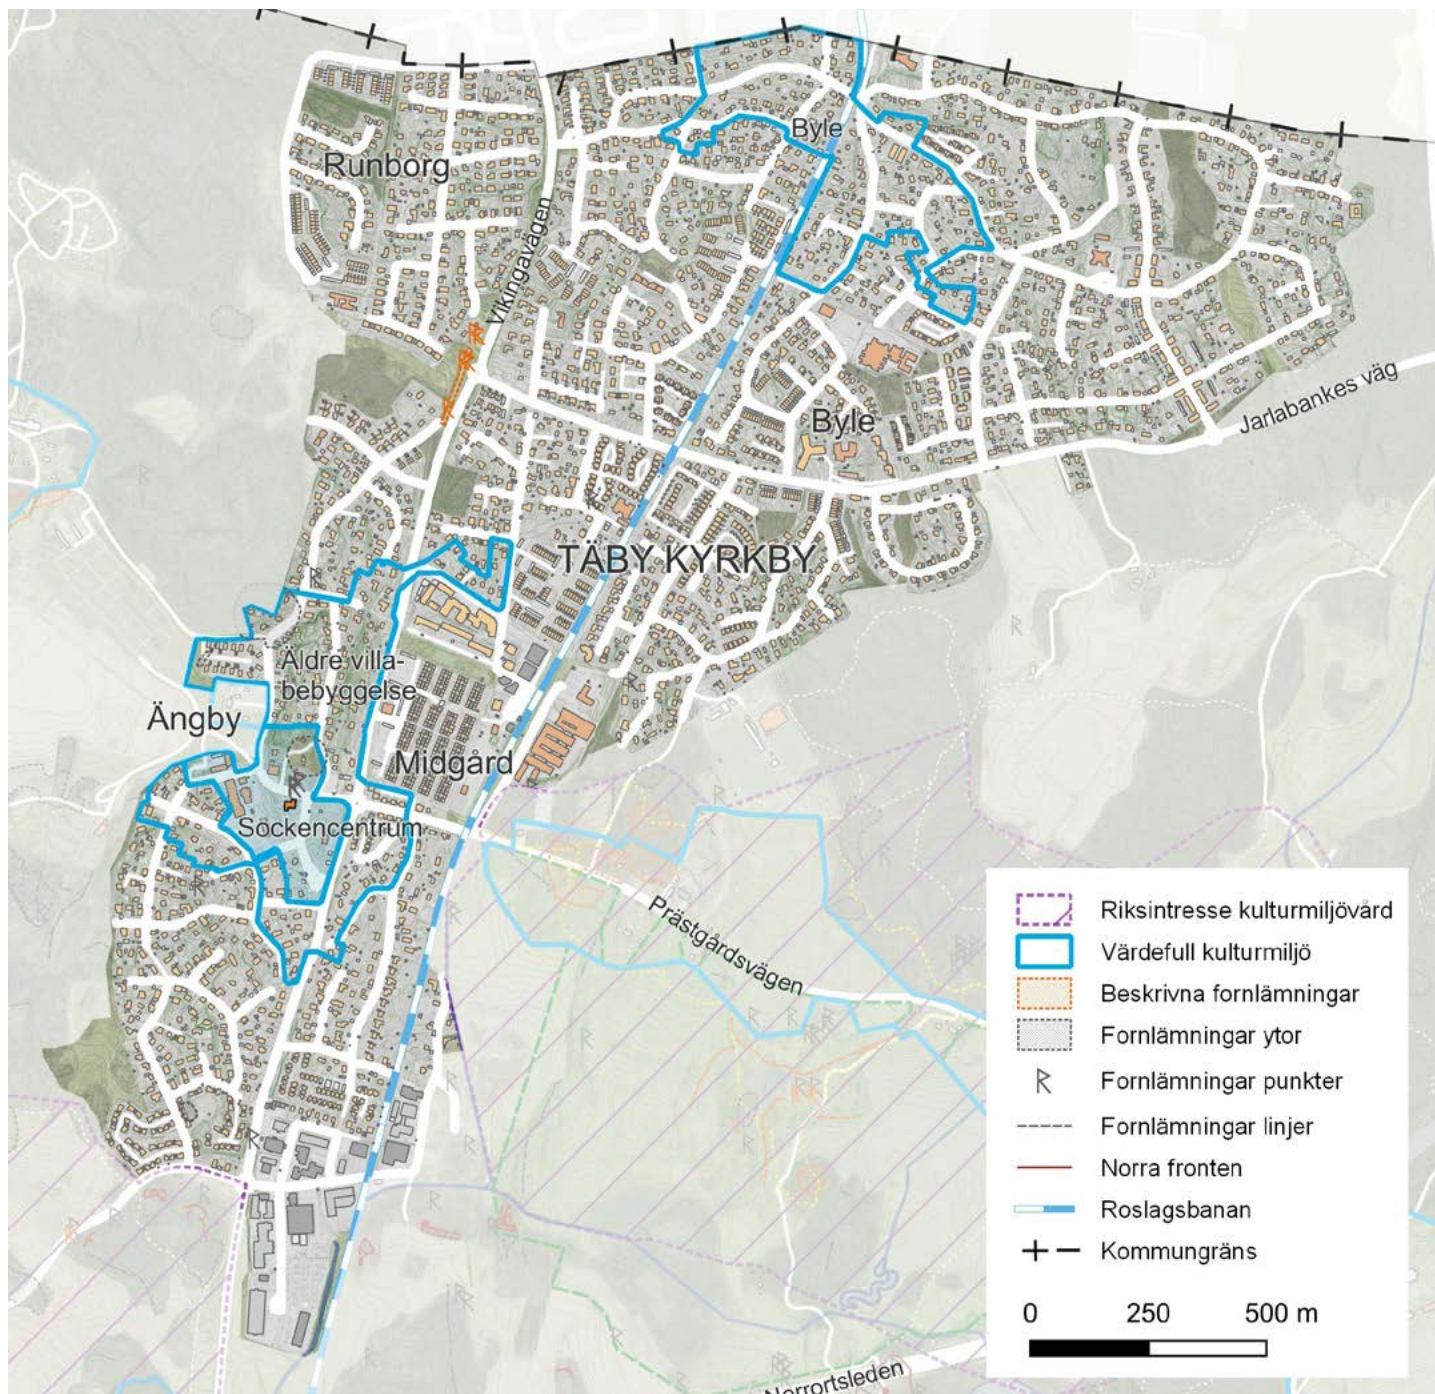 Byle
Runborg
Vikingavägen
Jarlabankes väg
Byle
TÄBY KYRKBY
Äldre villa-
bebyggelse
Ängby
Midgård
Sockencentrum
Prästgårdsvägen
Riksintresse kulturmiljövård
Värdefull kulturmiljö
Beskrivna fornlämningar
Fornlämningar ytor
Fornlämningar punkter
Fornlämningar linjer
Norra fronten
Roslagsbanan
Kommungräns
0 250 500 m
Norrortsleden